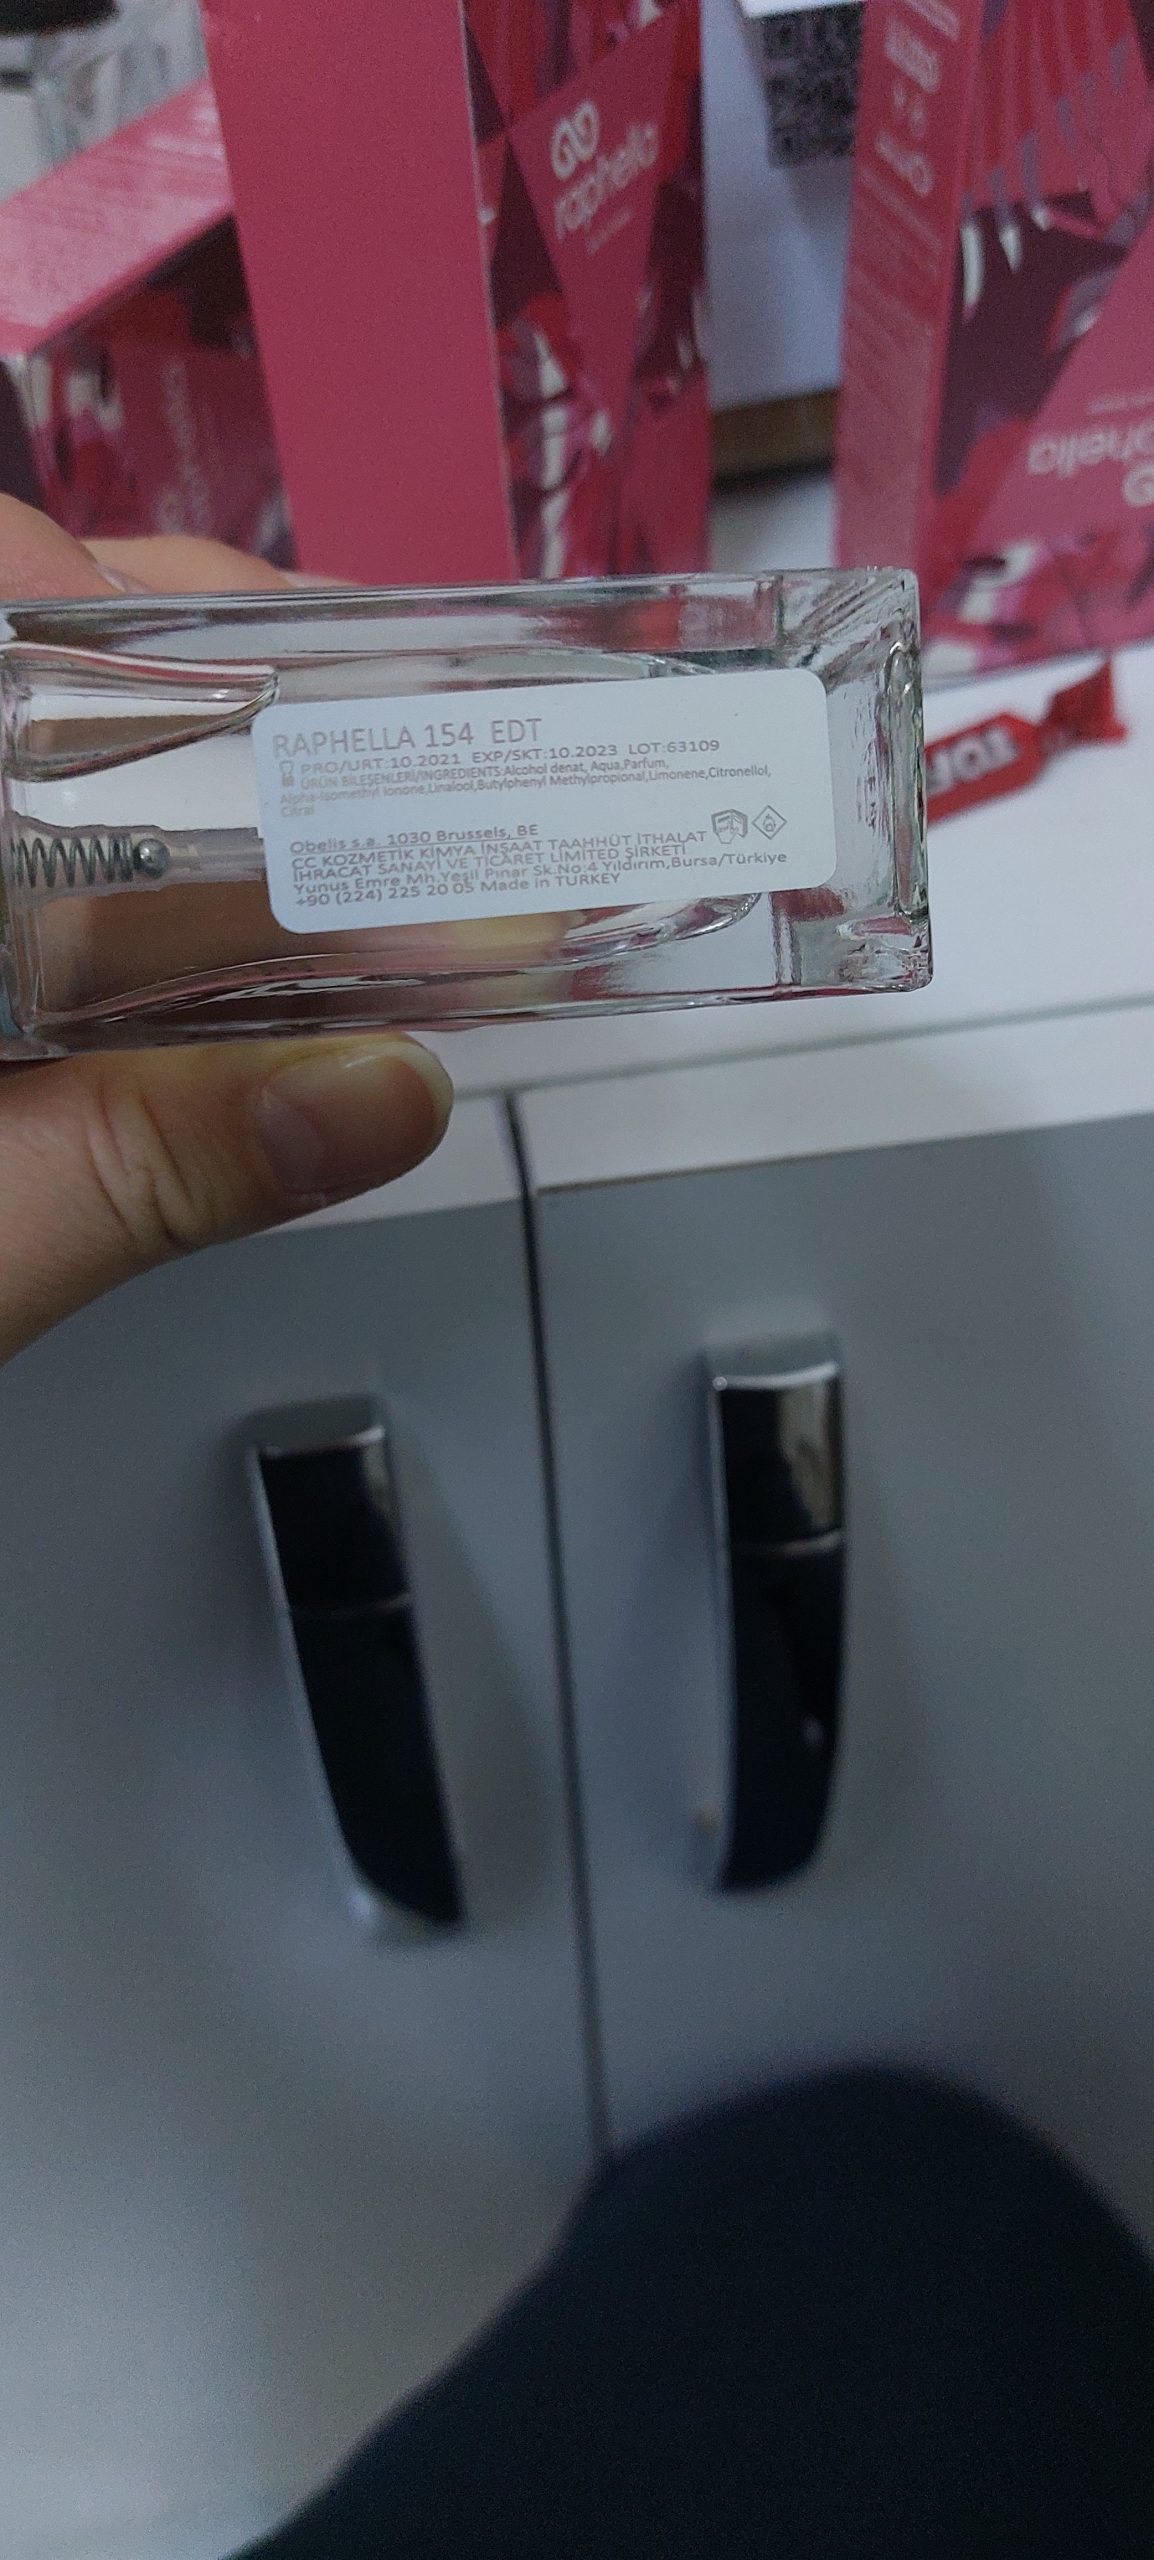 raphella
RAPHELLA 154 EDT
PRO/URT:10.2021 EXP/SKT:10.2023 LOT:63109
ÜRÜN BİLEŞENLERİ/INGREDIENTS:Alcohol denat, Aqua,Parfum,
Alpha-Isomethyl Ionone,Linalool,Butylphenyl Methylpropional,Limonene,Citronellol,
Citral
Obelis s.a. 1030 Brussels, BE
CC KOZMETİK KİMYA İNŞAAT TAAHHÜT İTHALAT
İHRACAT SANAYİ VE TİCARET LİMİTED ŞİRKETİ
Yunus Emre Mh.Yeşil Pınar Sk.No:4 Yıldırım,Bursa/Türkiye
+90 (224) 225 20 05 Made in TURKEY